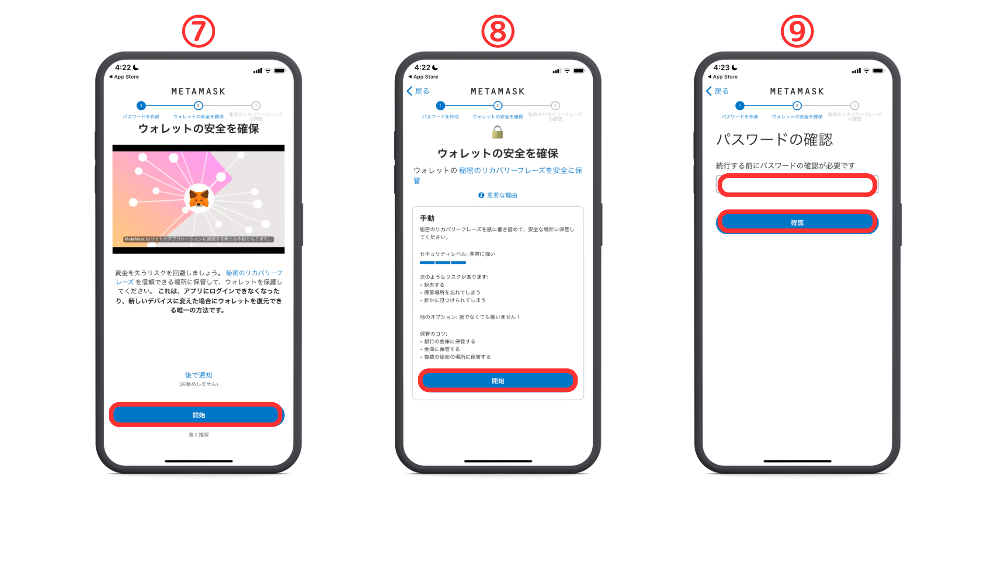 ⑦
4:22
◀ App Store
METAMASK
1
2
3
パスワードを作成
ウォレットの安全を確保
秘密のリカバリーフレーズ
の確認
ウォレットの安全を確保
MetaMask はサイトやアプリケーションに接続する新たな手段となります。
資金を失うリスクを回避しましょう。 秘密のリカバリーフ
レーズ を信頼できる場所に保管して、ウォレットを保護し
てください。 これは、アプリにログインできなくなった
り、新しいデバイスに変えた場合にウォレットを復元でき
る唯一の方法です。
後で通知
(お勧めしません)
開始
強く推奨
⑧
4:22
◀ App Store
戻る
METAMASK
1
2
3
パスワードを作成
ウォレットの安全を確保
秘密のリカバリーフレーズ
の確認
ウォレットの安全を確保
ウォレットの 秘密のリカバリーフレーズを安全に保
管
重要な理由
手動
秘密のリカバリーフレーズを紙に書き留めて、安全な場所に保管し
てください。
セキュリティレベル: 非常に強い
次のようなリスクがあります:
• 紛失する
• 保管場所を忘れてしまう
• 誰かに見つけられてしまう
他のオプション: 紙でなくても構いません！
保管のコツ:
• 銀行の金庫に保管する
• 金庫に保管する
• 複数の秘密の場所に保管する
開始
⑨
4:23
◀ App Store
戻る
METAMASK
1
2
3
パスワードを作成
ウォレットの安全を確保
秘密のリカバリーフレーズ
の確認
パスワードの確認
続行する前にパスワードの確認が必要です
確認